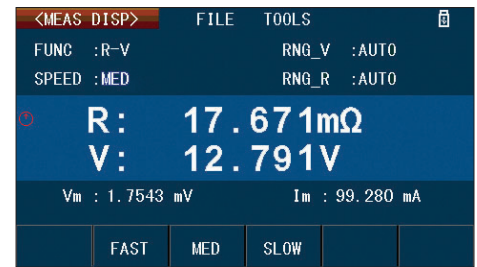 <MEAS DISP> FILE TOOLS
FUNC :R-V RNG_V :AUTO
SPEED :MED RNG_R :AUTO
R: 17.671mΩ
V: 12.791V
Vm : 1.7543 mV Im : 99.280 mA
FAST MED SLOW